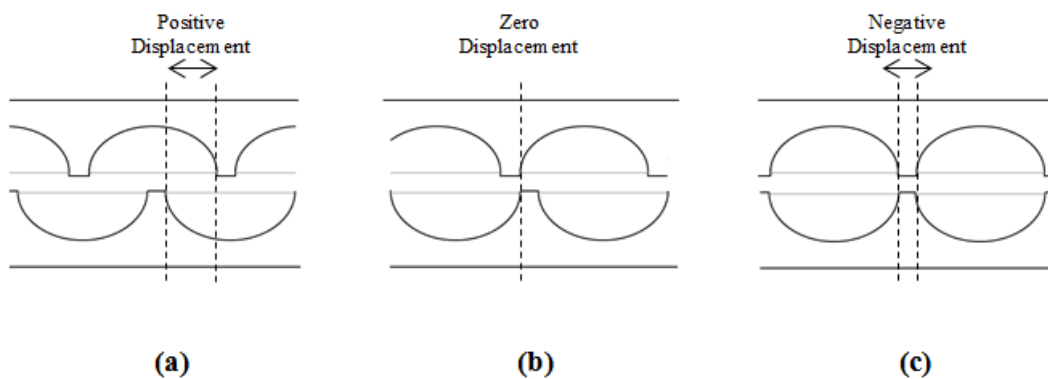 Positive
Displacement
Zero
Displacement
Negative
Displacement
(a)
(b)
(c)